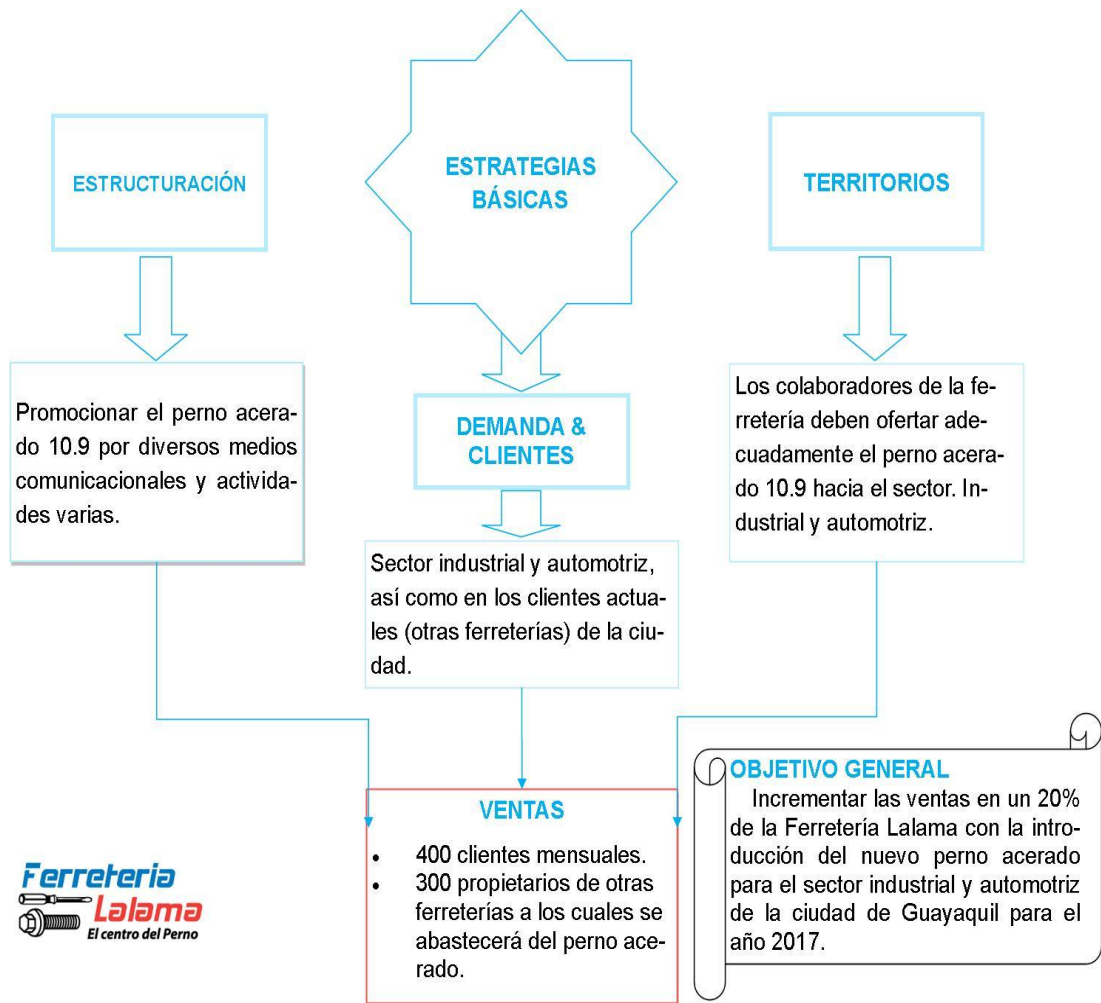 ESTRUCTURACIÓN
ESTRATEGIAS
BÁSICAS
TERRITORIOS
Promocionar el perno acera-
do 10.9 por diversos medios
comunicacionales y activida-
des varias.
DEMANDA &
CLIENTES
Los colaboradores de la fe-
rretería deben ofertar ade-
cuadamente el perno acera-
do 10.9 hacia el sector. In-
dustrial y automotriz.
Sector industrial y automotriz,
así como en los clientes actua-
les (otras ferreterías) de la ciu-
dad.
VENTAS
• 400 clientes mensuales.
• 300 propietarios de otras
ferreterías a los cuales se
abastecerá del perno ace-
rado.
OBJETIVO GENERAL
Incrementar las ventas en un 20%
de la Ferretería Lalama con la intro-
ducción del nuevo perno acerado
para el sector industrial y automotriz
de la ciudad de Guayaquil para el
año 2017.
Ferreteria
Lalama
El centro del Perno